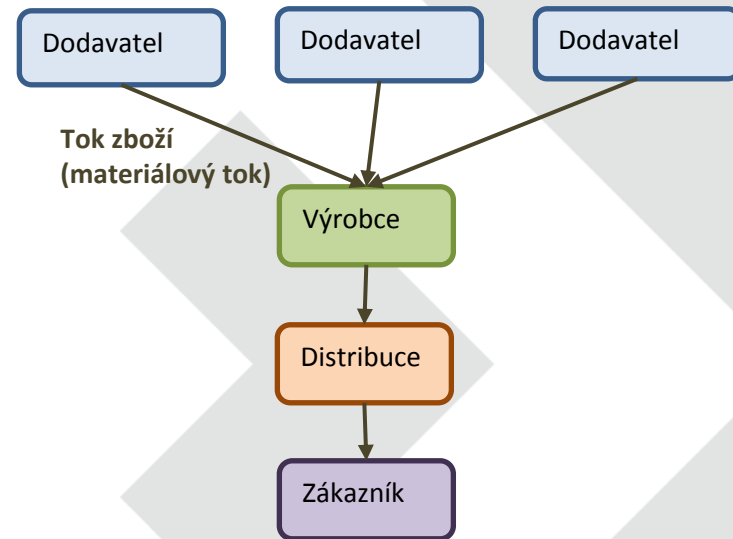 Dodavatel
Dodavatel
Dodavatel
Tok zboží
(materiálový tok)
Výrobce
Distribuce
Zákazník